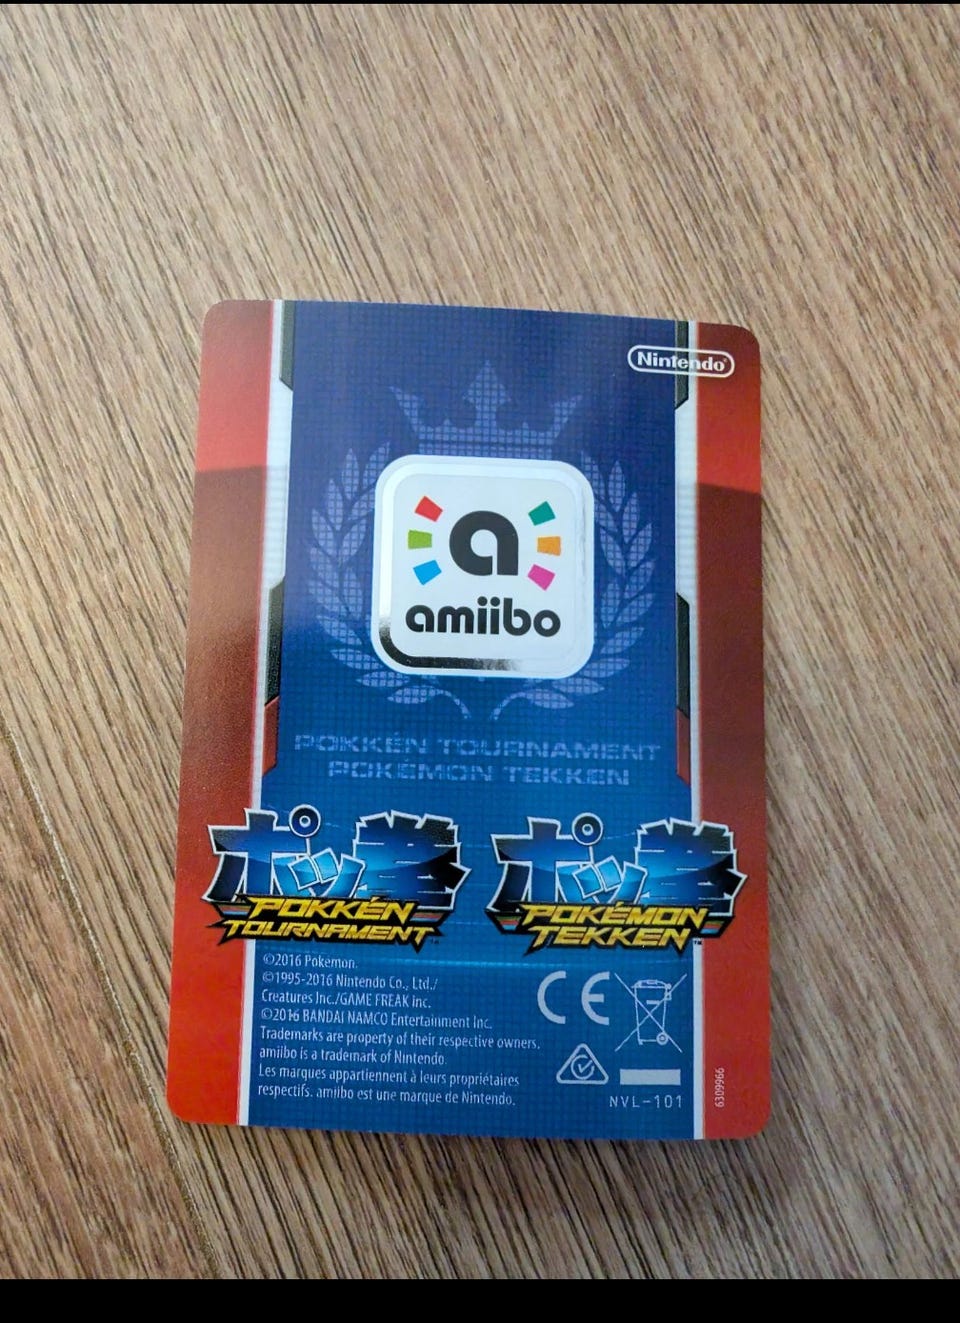 Nintendo®
a
amiibo
POKKÉN TOURNAMENT
POKÉMON TEKKEN
ポッ拳
POKKÉN
TOURNAMENT™
ポッ拳
POKÉMON
TEKKEN™
©2016 Pokemon.
©1995-2016 Nintendo Co., Ltd./
Creatures Inc./GAME FREAK inc.
©2016 BANDAI NAMCO Entertainment Inc.
Trademarks are property of their respective owners.
amiibo is a trademark of Nintendo.
Les marques appartiennent à leurs propriétaires
respectifs. amiibo est une marque de Nintendo.
CE
NVL-101
6309966